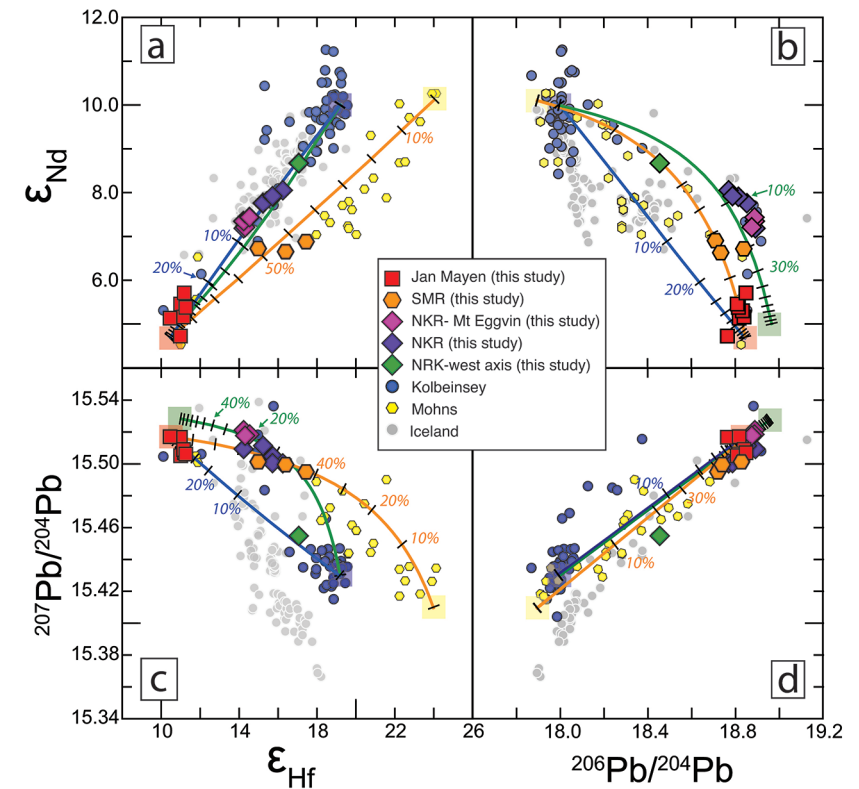 12.0
10.0
8.0
6.0
εNd
a
10%
10%
20%
50%
b
10%
10%
30%
20%
Jan Mayen (this study)
SMR (this study)
NKR- Mt Eggvin (this study)
NKR (this study)
NRK-west axis (this study)
Kolbeinsey
Mohns
Iceland
15.54
15.50
15.46
15.42
15.38
15.34
207Pb/204Pb
40%
20%
40%
20%
20%
10%
10%
c
10%
30%
10%
d
10
14
18
22
26
18.0
18.4
18.8
19.2
εHf
206Pb/204Pb